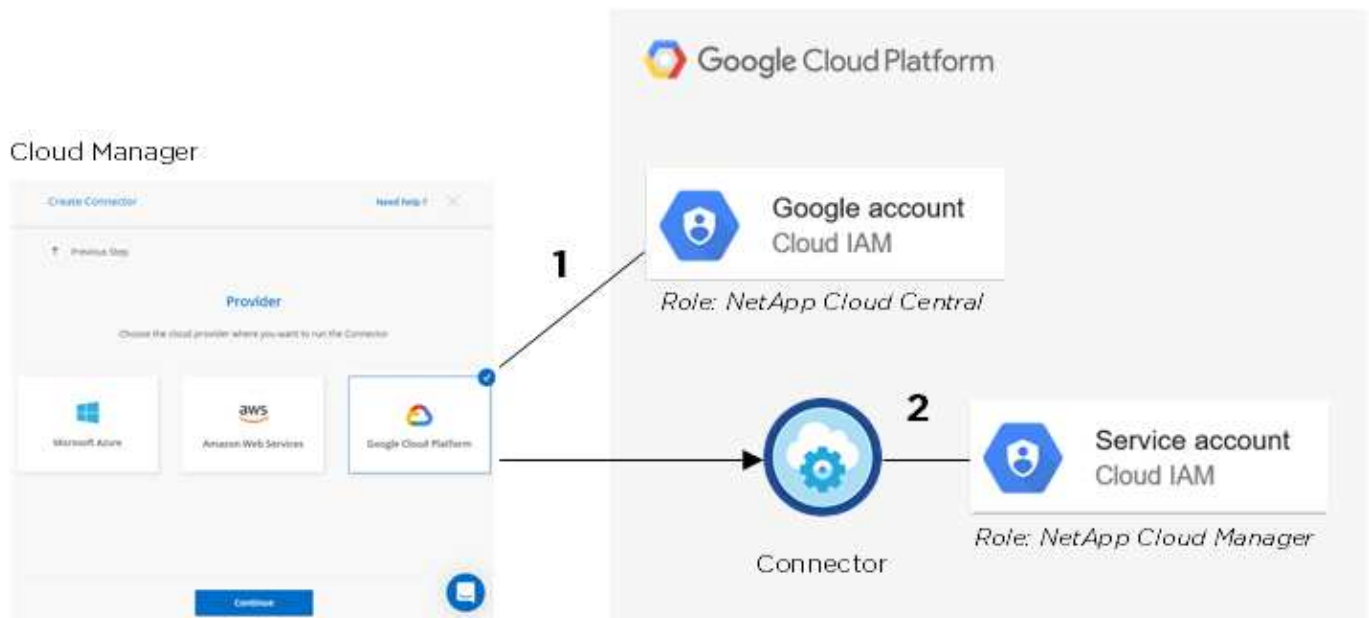 Google Cloud Platform
Cloud Manager
Create Connector
Need help ?
Previous Step
Provider
Choose the cloud provider where you want to run the Connector
Microsoft Azure
aws
Amazon Web Services
Google Cloud Platform
Continue
1
Google account
Cloud IAM
Role: NetApp Cloud Central
2
Connector
Service account
Cloud IAM
Role: NetApp Cloud Manager